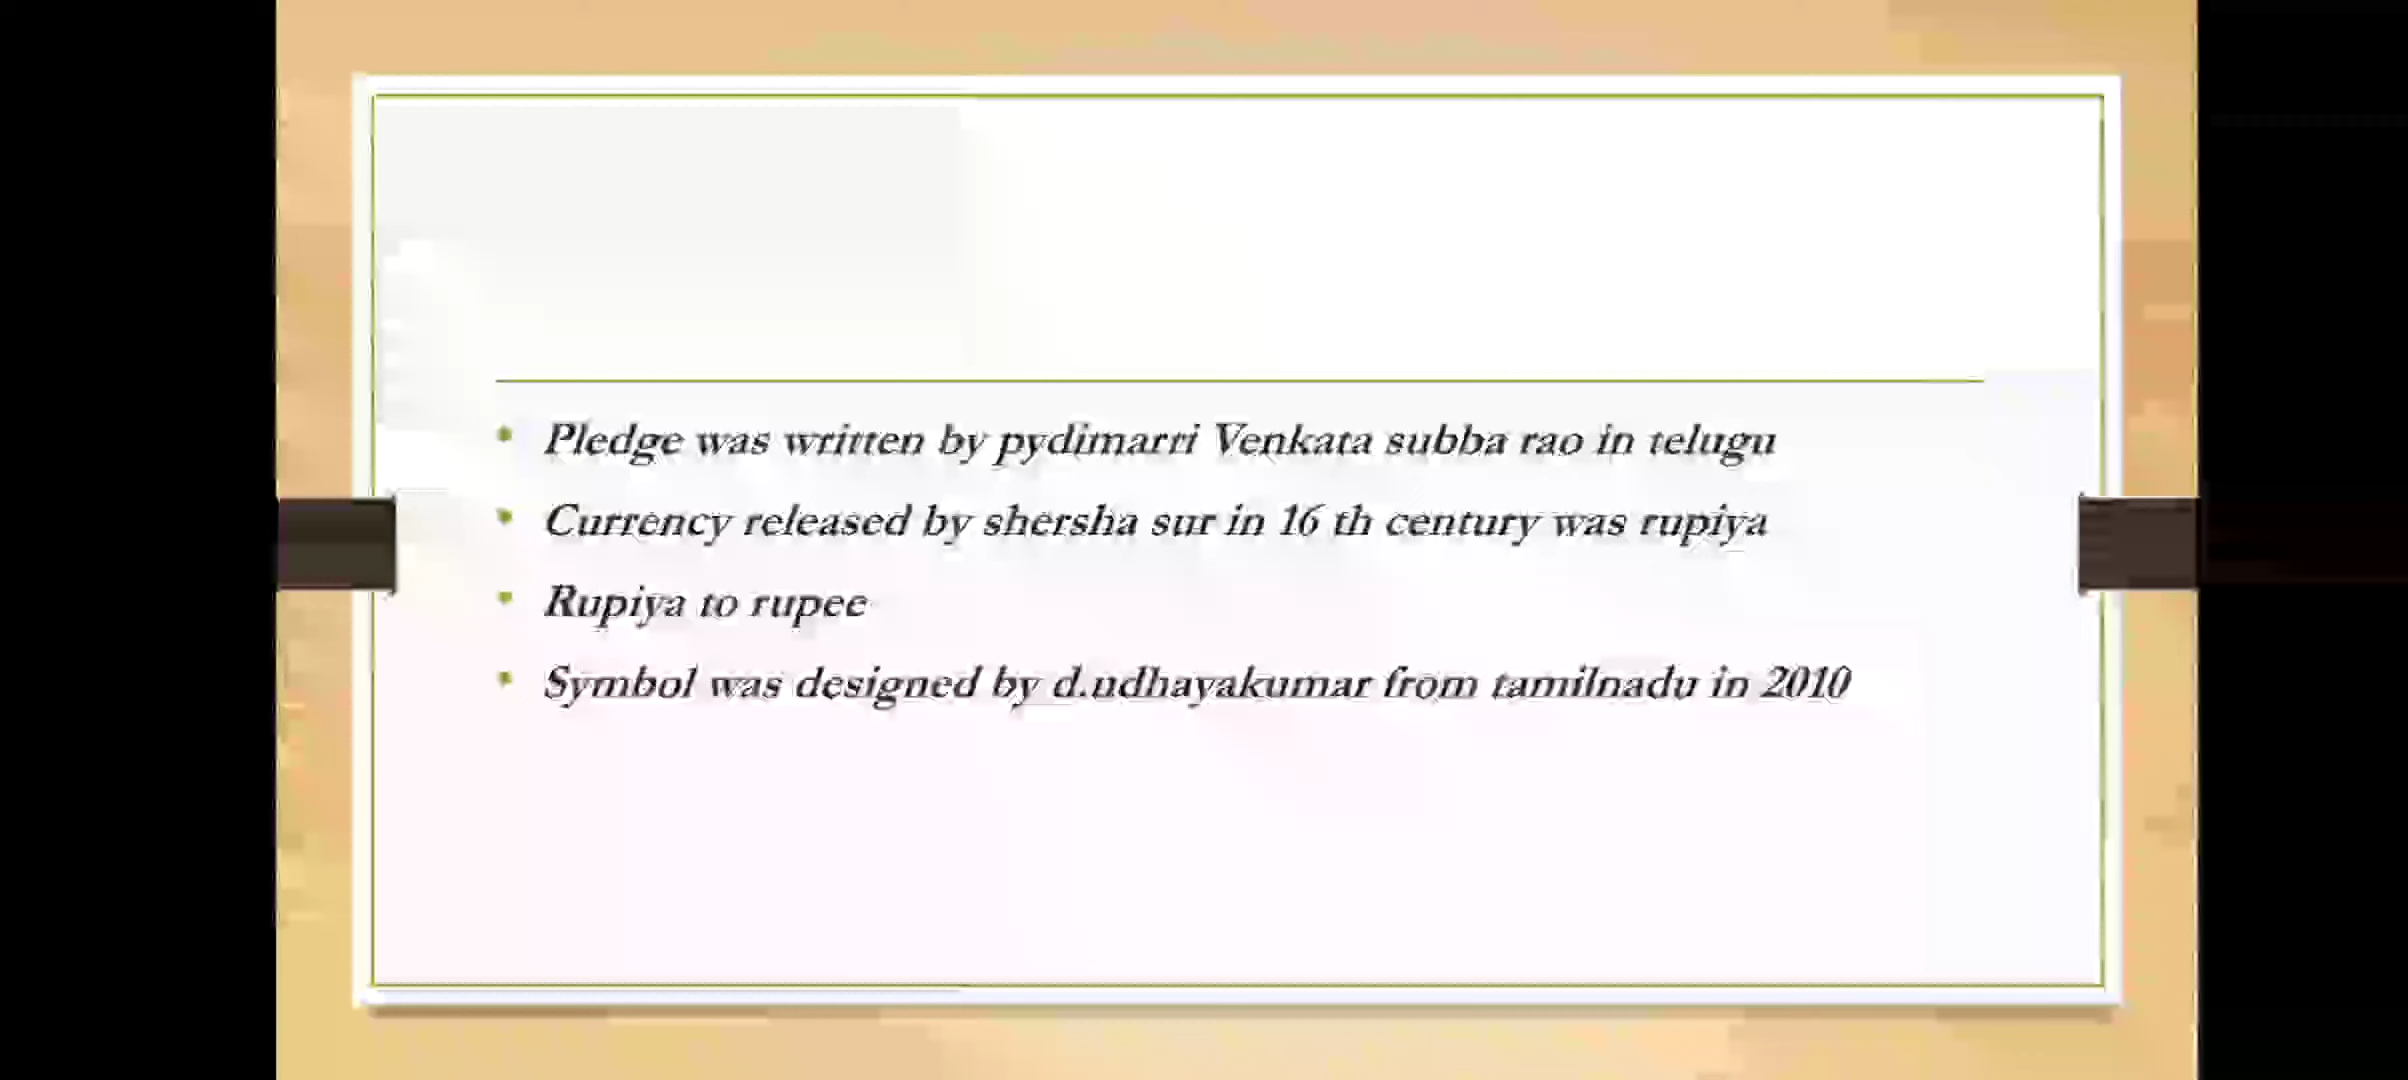 Pledge was written by pydimarri Venkata subba rao in telugu
Currency released by shersha sur in 16 th century was rupiya
Rupiya to rupee
Symbol was designed by d.udhayakumar from tamilnadu in 2010